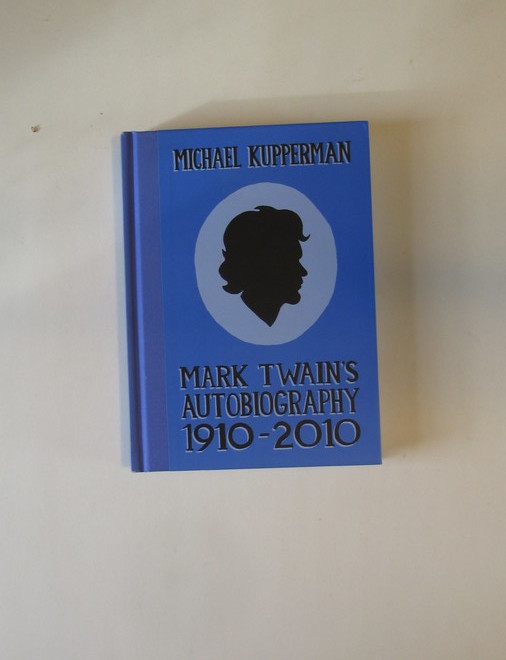 MICHAEL KUPPERMAN
MARK TWAIN'S
AUTOBIOGRAPHY
1910-2010